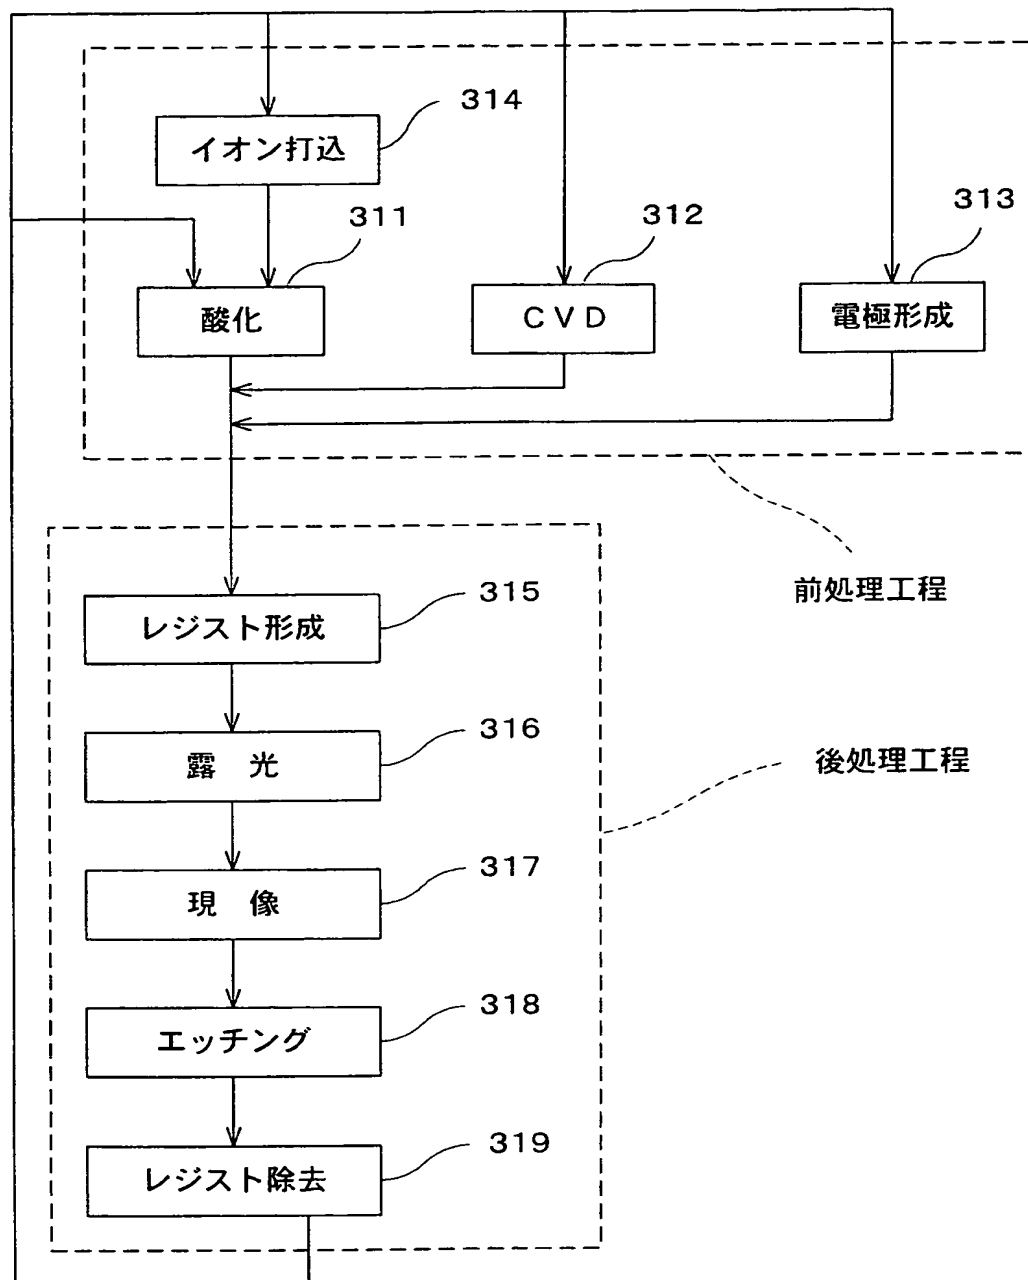 314
イオン打込
311
312
313
酸化
CVD
電極形成
前処理工程
315
レジスト形成
316
露 光
後処理工程
317
現 像
318
エッチング
319
レジスト除去